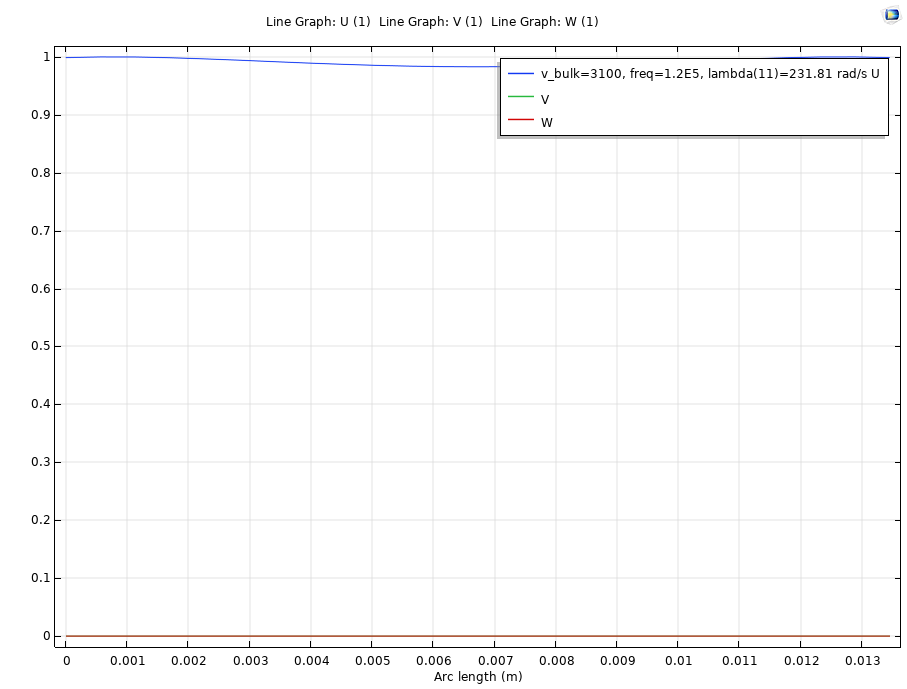 Line Graph: U (1)  Line Graph: V (1)  Line Graph: W (1)
1
v_bulk=3100, freq=1.2E5, lambda(11)=231.81 rad/s U
V
W
0.9
0.8
0.7
0.6
0.5
0.4
0.3
0.2
0.1
0
0 0.001 0.002 0.003 0.004 0.005 0.006 0.007 0.008 0.009 0.01 0.011 0.012 0.013
Arc length (m)